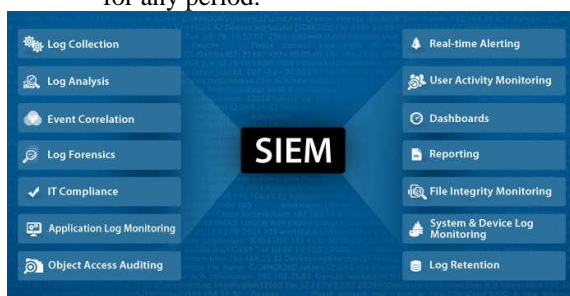 for any period.
Log Collection
Log Analysis
Event Correlation
Log Forensics
IT Compliance
Application Log Monitoring
Object Access Auditing
SIEM
Real-time Alerting
User Activity Monitoring
Dashboards
Reporting
File Integrity Monitoring
System & Device Log
Monitoring
Log Retention